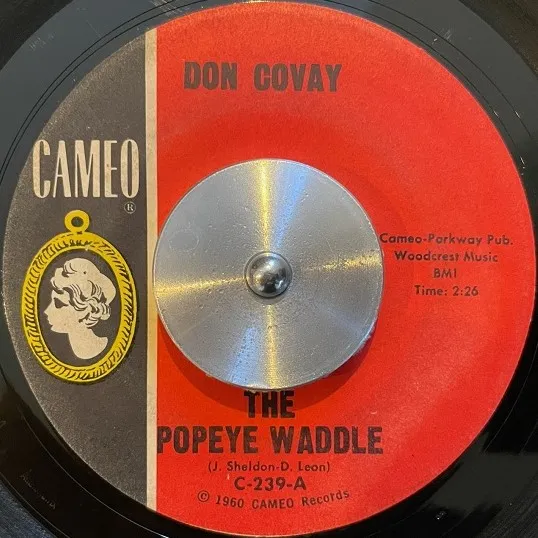 DON COVAY
CAMEO
®
Cameo-Parkway Pub.
Woodcrest Music
BMI
Time: 2:26
THE
POPEYE WADDLE
(J. Sheldon-D. Leon)
C-239-A
© 1960 CAMEO Records